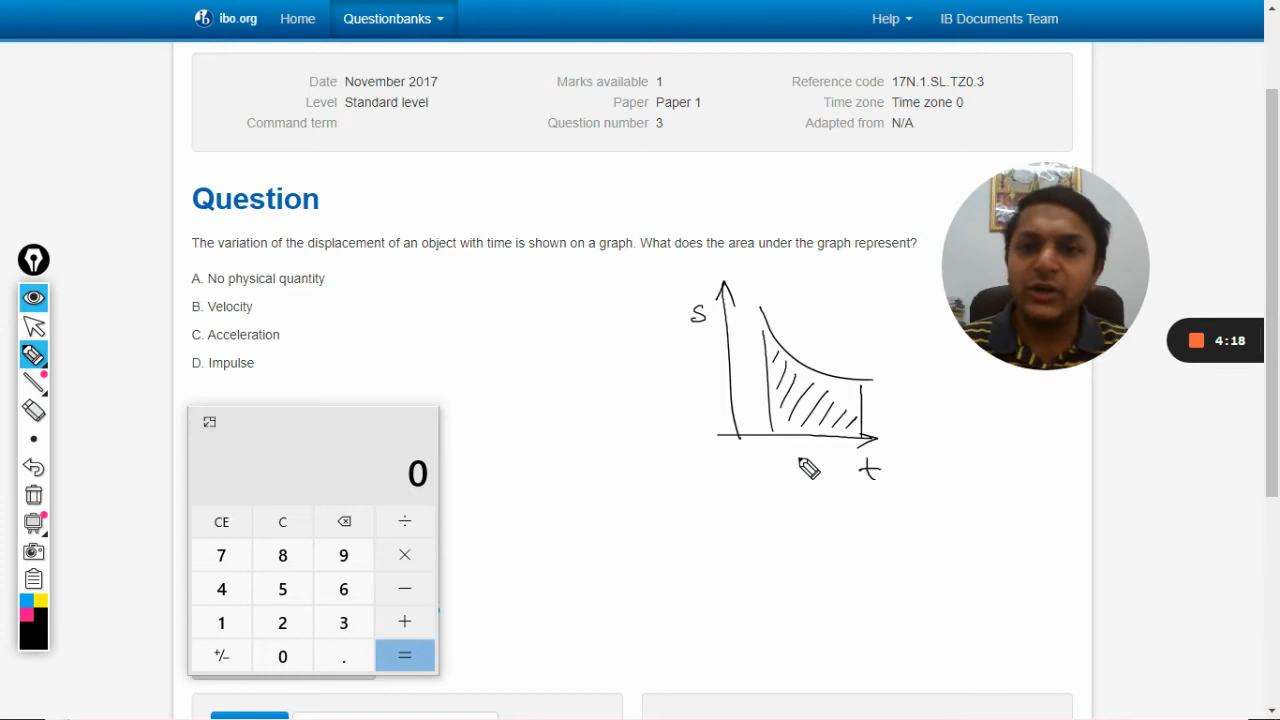 ibo.org Home Questionbanks Help IB Documents Team
Date November 2017 Marks available 1 Reference code 17N.1.SL.TZ0.3
Level Standard level Paper Paper 1 Time zone Time zone 0
Command term Question number 3 Adapted from N/A
Question
The variation of the displacement of an object with time is shown on a graph. What does the area under the graph represent?
A. No physical quantity
B. Velocity
C. Acceleration
D. Impulse
s
t
4:18
0
CE C ÷
7 8 9 ×
4 5 6 −
1 2 3 +
+/− 0 . =